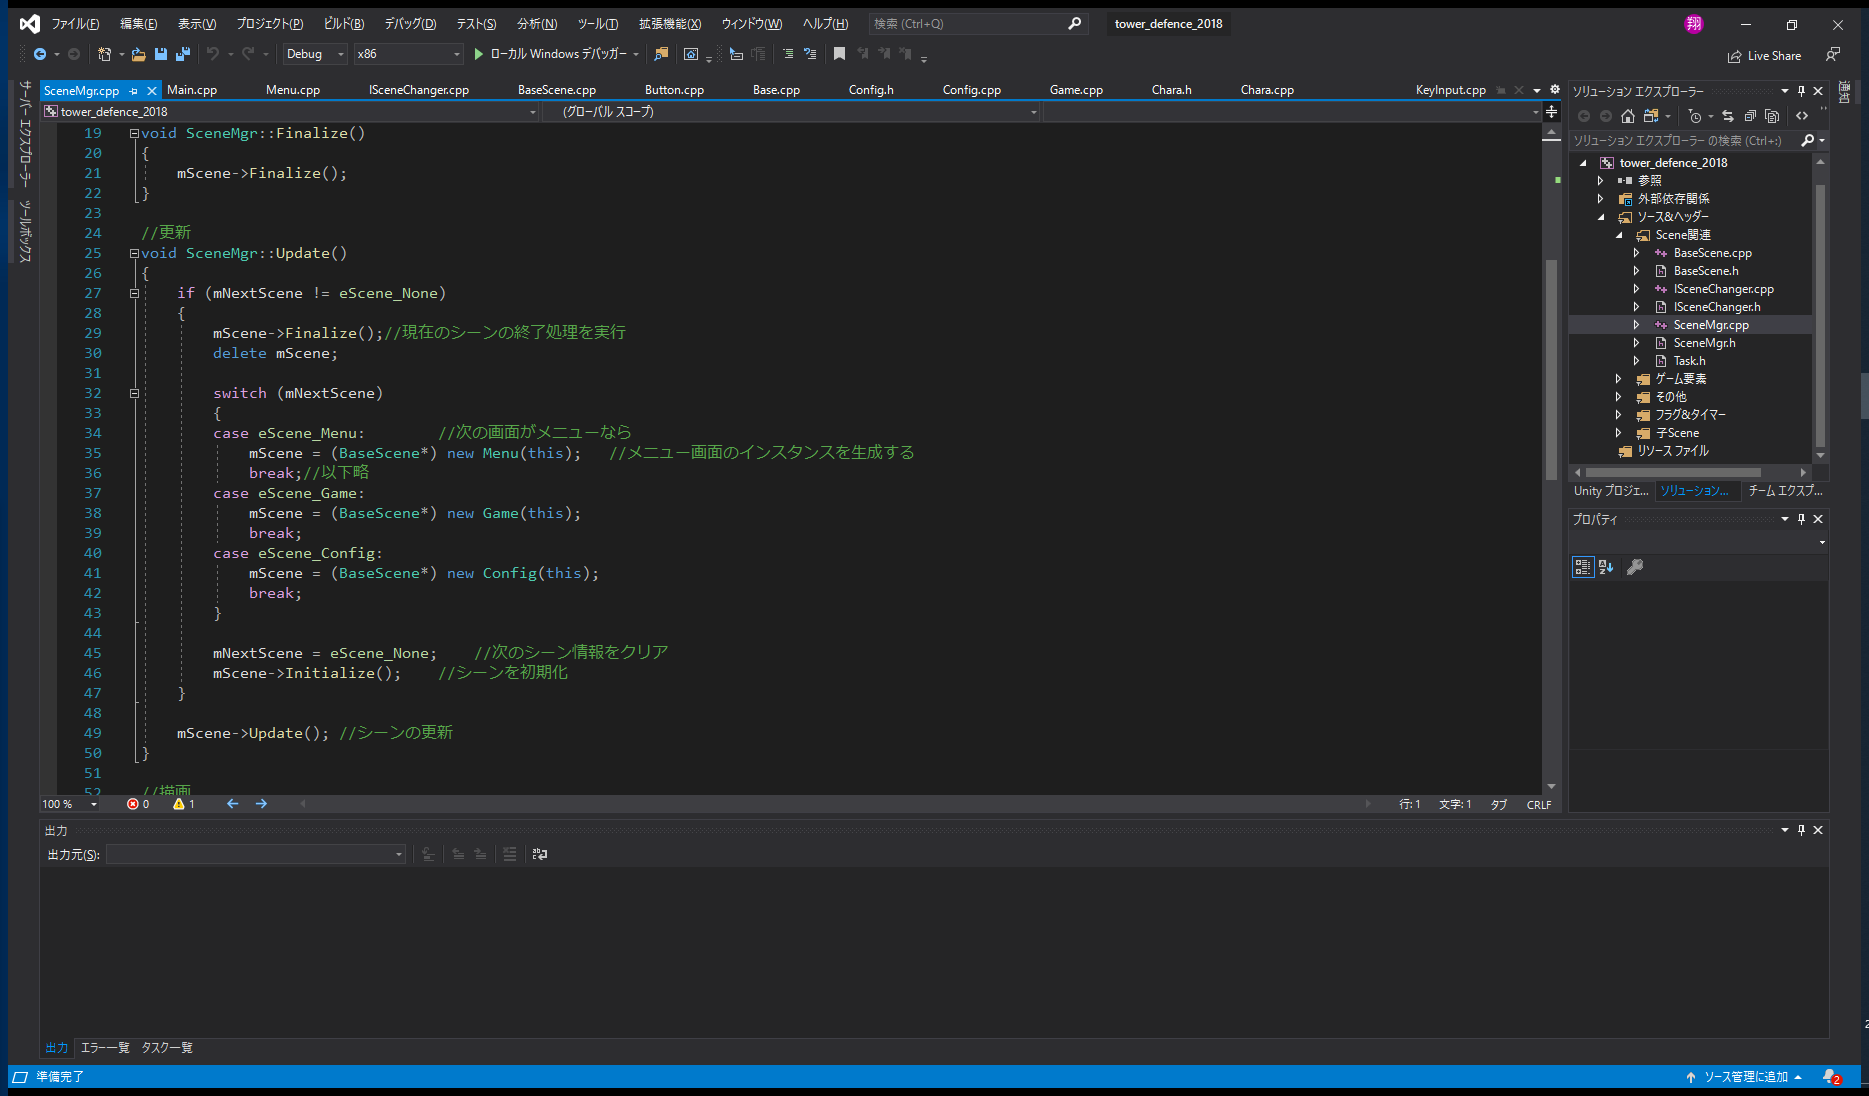 ファイル(F) 編集(E) 表示(V) プロジェクト(P) ビルド(B) デバッグ(D) テスト(S) 分析(N) ツール(T) 拡張機能(X) ウィンドウ(W) ヘルプ(H) 検索 (Ctrl+Q) tower_defence_2018 翔
Debug x86 ローカル Windows デバッガー Live Share
サーバー エクスプローラー
ツールボックス
SceneMgr.cpp Main.cpp Menu.cpp ISceneChanger.cpp BaseScene.cpp Button.cpp Base.cpp Config.h Config.cpp Game.cpp Chara.h Chara.cpp KeyInput.cpp
tower_defence_2018 (グローバル スコープ)
19 void SceneMgr::Finalize()
20 {
21 mScene->Finalize();
22 }
23
24 //更新
25 void SceneMgr::Update()
26 {
27 if (mNextScene != eScene_None)
28 {
29 mScene->Finalize();//現在のシーンの終了処理を実行
30 delete mScene;
31
32 switch (mNextScene)
33 {
34 case eScene_Menu: //次の画面がメニューなら
35 mScene = (BaseScene*) new Menu(this); //メニュー画面のインスタンスを生成する
36 break;//以下略
37 case eScene_Game:
38 mScene = (BaseScene*) new Game(this);
39 break;
40 case eScene_Config:
41 mScene = (BaseScene*) new Config(this);
42 break;
43 }
44
45 mNextScene = eScene_None; //次のシーン情報をクリア
46 mScene->Initialize(); //シーンを初期化
47 }
48
49 mScene->Update(); //シーンの更新
50 }
51
52 //描画
100 % 0 1 行: 1 文字: 1 タブ CRLF
ソリューション エクスプローラー
ソリューション エクスプローラー の検索 (Ctrl+:)
tower_defence_2018
参照
外部依存関係
ソース&ヘッダー
Scene関連
BaseScene.cpp
BaseScene.h
ISceneChanger.cpp
ISceneChanger.h
SceneMgr.cpp
SceneMgr.h
Task.h
ゲーム要素
その他
フラグ&タイマー
子Scene
リソース ファイル
Unity プロジェ... ソリューション... チーム エクスプ...
プロパティ
通知
出力
出力元(S):
出力 エラー一覧 タスク一覧
準備完了 ソース管理に追加 2